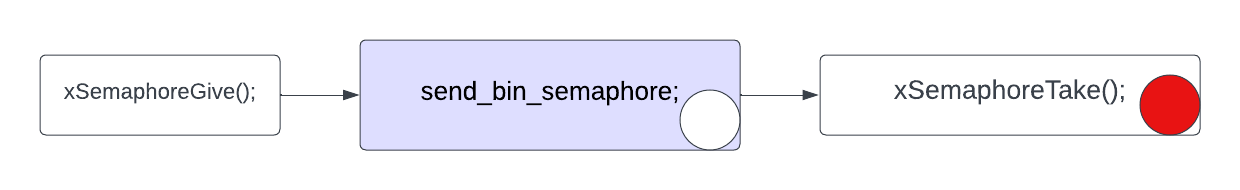 xSemaphoreGive();
send_bin_semaphore;
xSemaphoreTake();